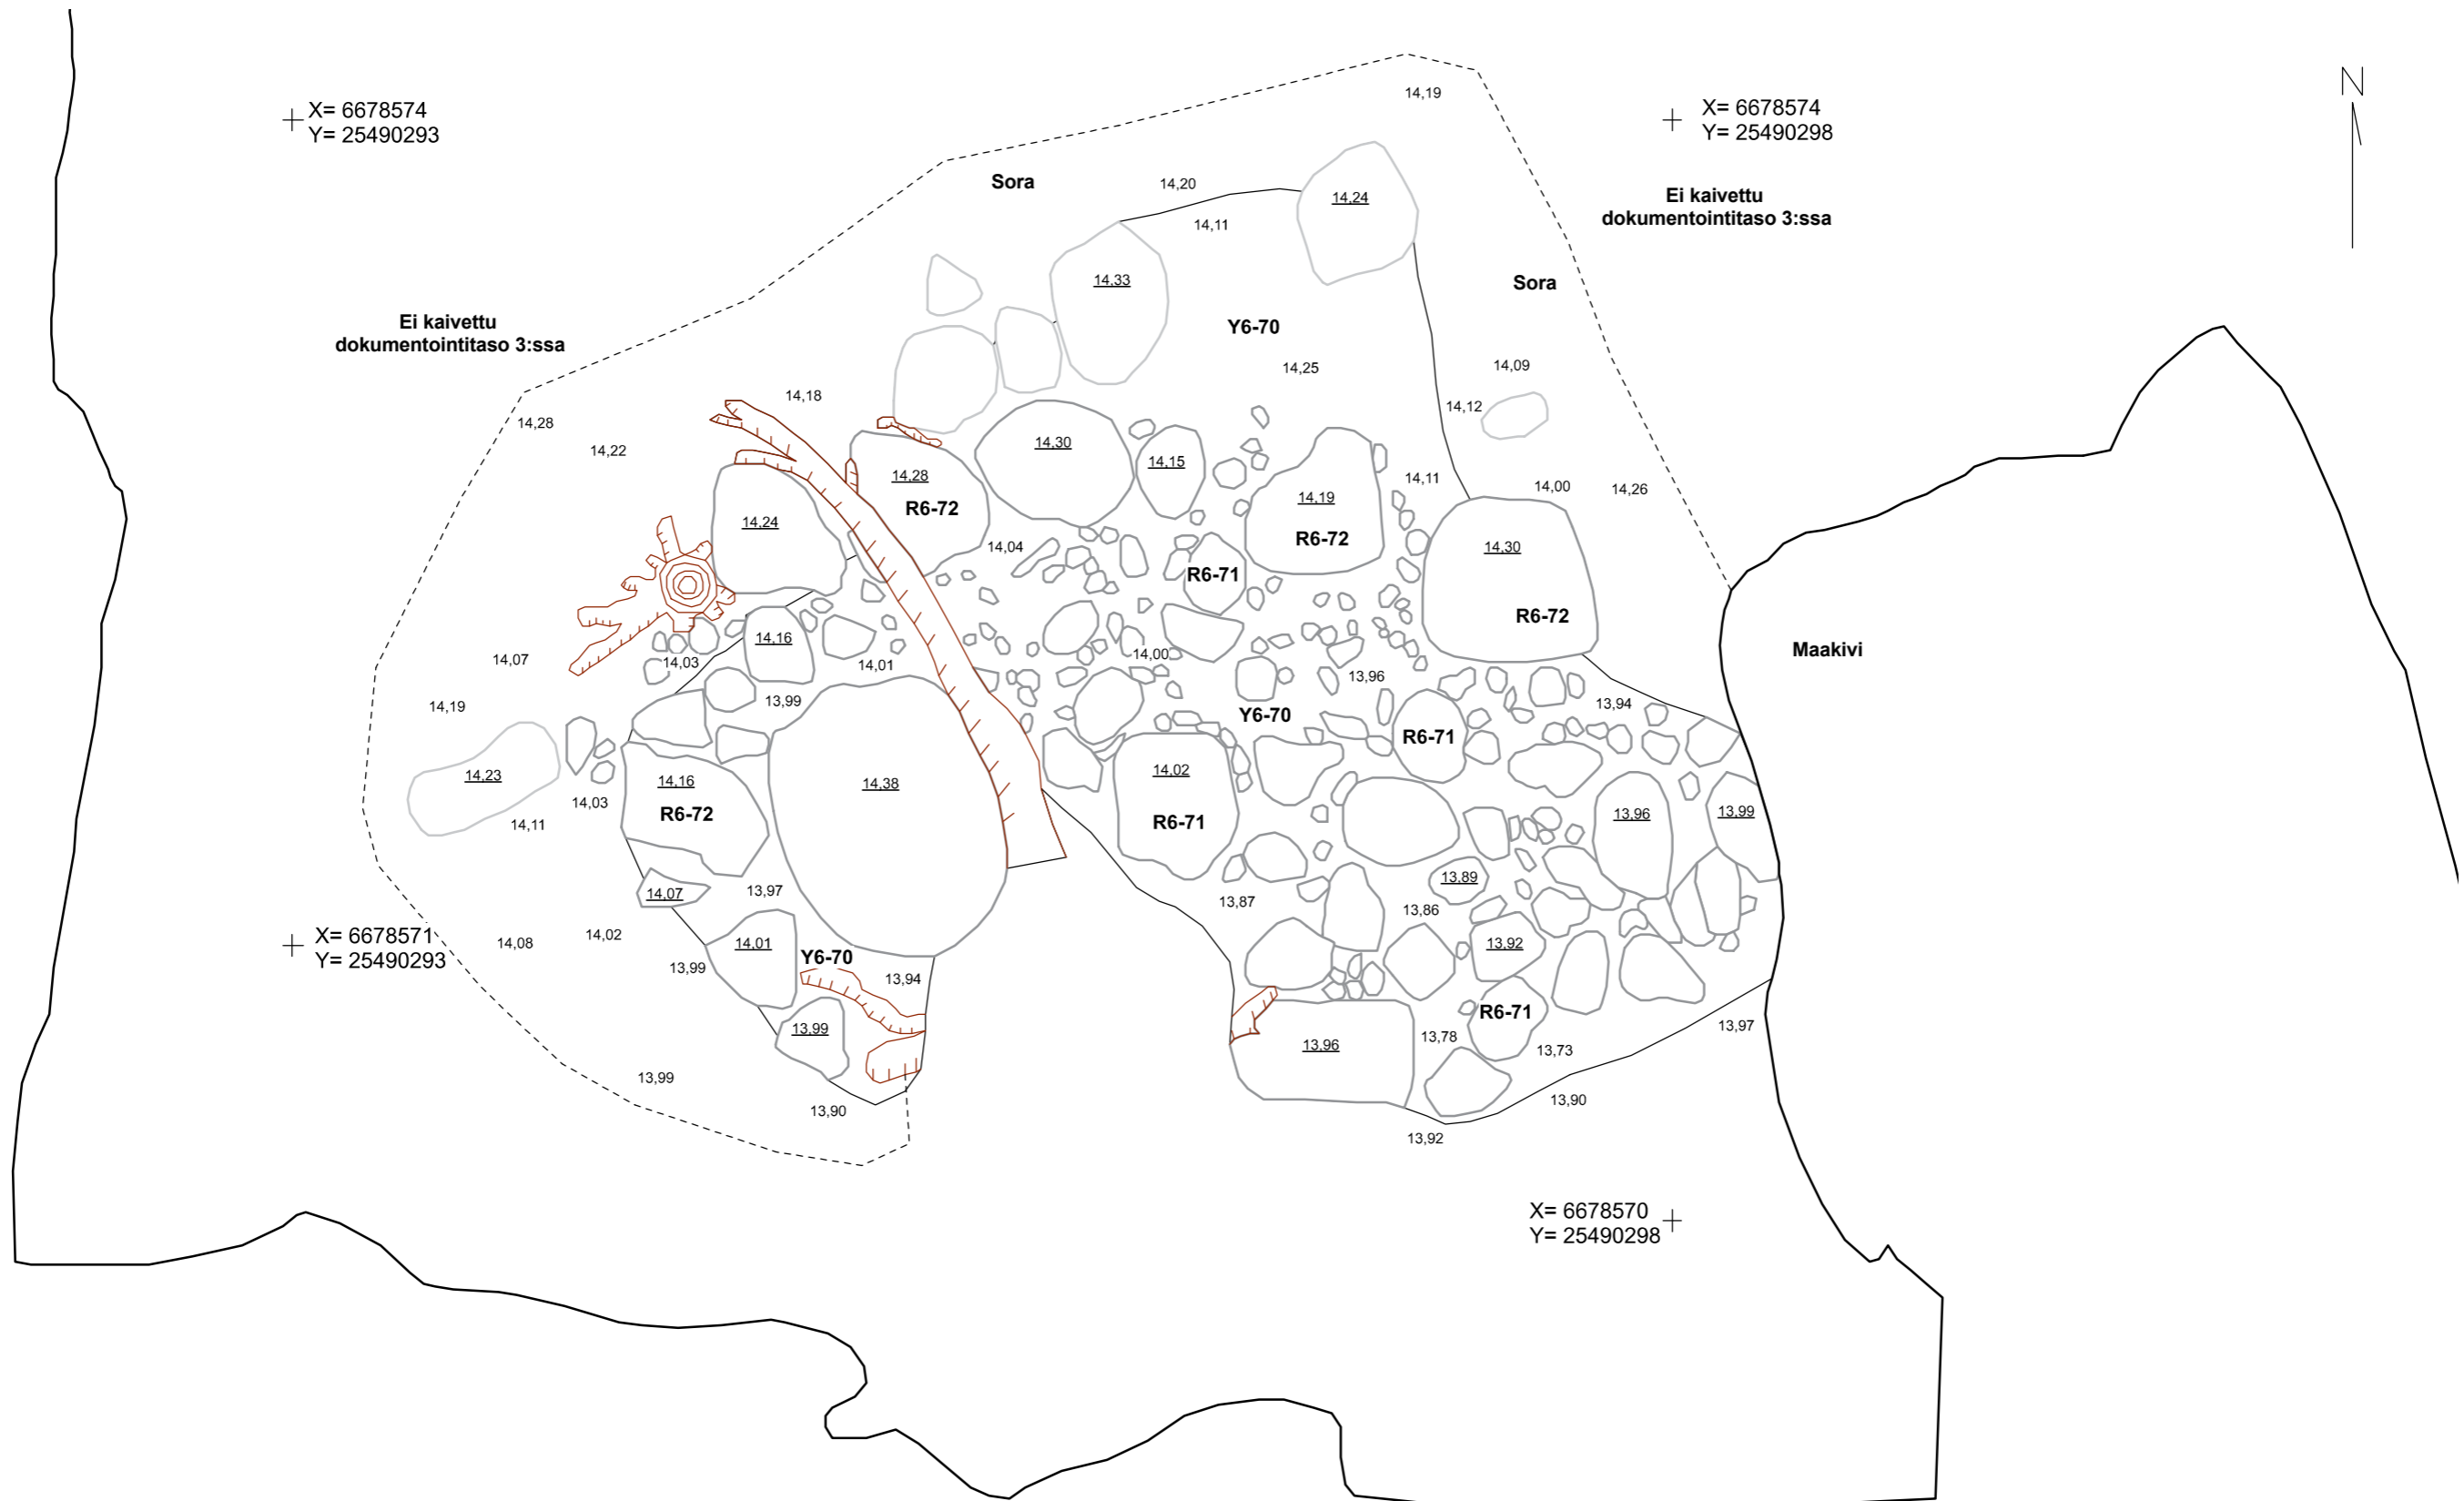 14,19
X= 6678574
Y= 25490293
X= 6678574
Y= 25490298
N
Sora
14,20
14,24
Ei kaivettu
dokumentointitaso 3:ssa
14,11
14,33
Sora
Ei kaivettu
dokumentointitaso 3:ssa
Y6-70
14,25
14,09
14,18
14,12
14,28
14,22
14,30
14,15
14,28
R6-72
14,11
14,00
14,26
14,19
R6-72
14,24
14,04
14,30
R6-71
R6-72
14,16
14,07
14,03
14,01
14,00
13,96
Maakivi
14,19
13,99
13,94
Y6-70
R6-71
14,23
14,16
R6-72
14,38
14,02
R6-71
14,03
14,11
13,96
13,99
14,07
13,97
13,89
13,87
13,86
X= 6678571
Y= 25490293
14,08
14,02
14,01
13,99
Y6-70
13,94
13,92
R6-71
13,99
13,96
13,78
13,73
13,97
13,99
13,90
13,90
13,92
X= 6678570
Y= 25490298